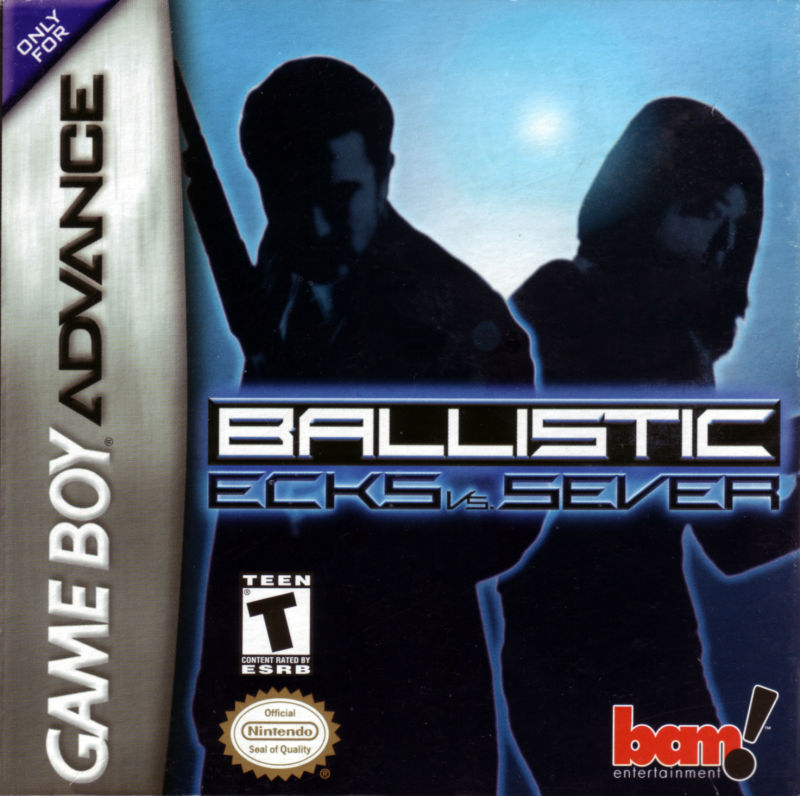 ONLY
FOR
GAME BOY ADVANCE
®
BALLISTIC
ECKS VS. SEVER
TEEN
®
T
CONTENT RATED BY
ESRB
Official
Nintendo
Seal of Quality
®
bam!
™
entertainment